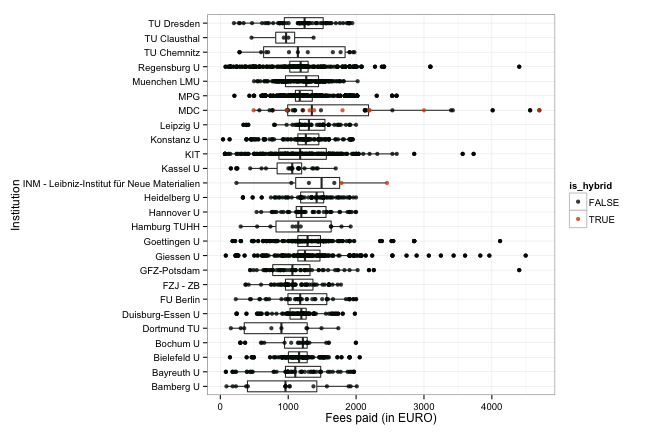 TU Dresden
TU Clausthal
TU Chemnitz
Regensburg U
Muenchen LMU
MPG
MDC
Leipzig U
Konstanz U
KIT
Kassel U
INM - Leibniz-Institut für Neue Materialien
Heidelberg U
Hannover U
Hamburg TUHH
Goettingen U
Giessen U
GFZ-Potsdam
FZJ - ZB
FU Berlin
Duisburg-Essen U
Dortmund TU
Bochum U
Bielefeld U
Bayreuth U
Bamberg U
Institution
0 1000 2000 3000 4000
Fees paid (in EURO)
is_hybrid
FALSE
TRUE